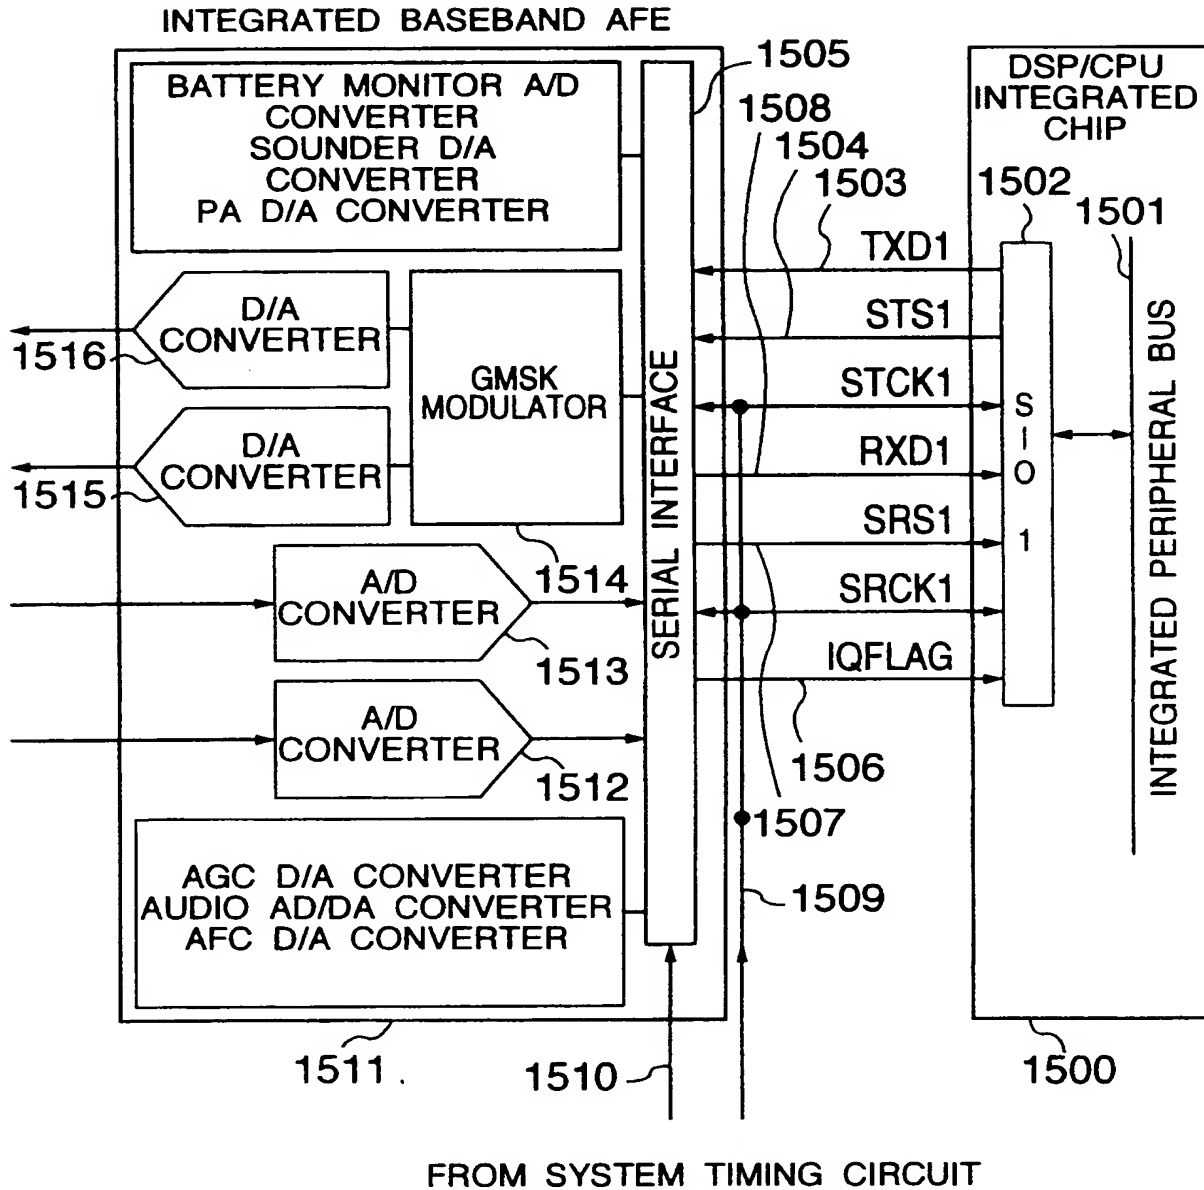 INTEGRATED BASEBAND AFE
BATTERY MONITOR A/D
CONVERTER
SOUNDER D/A
CONVERTER
PA D/A CONVERTER
1505
1508
1504
1503
DSP/CPU
INTEGRATED
CHIP
1502
1501
TXD1
STS1
STCK1
RXD1
SRS1
SRCK1
IQFLAG
D/A
CONVERTER
1516
GMSK
MODULATOR
D/A
CONVERTER
1515
1514
SERIAL INTERFACE
SIO 1
INTEGRATED PERIPHERAL BUS
A/D
CONVERTER
1513
A/D
CONVERTER
1512
1506
1507
AGC D/A CONVERTER
AUDIO AD/DA CONVERTER
AFC D/A CONVERTER
1509
1511
1510
1500
FROM SYSTEM TIMING CIRCUIT